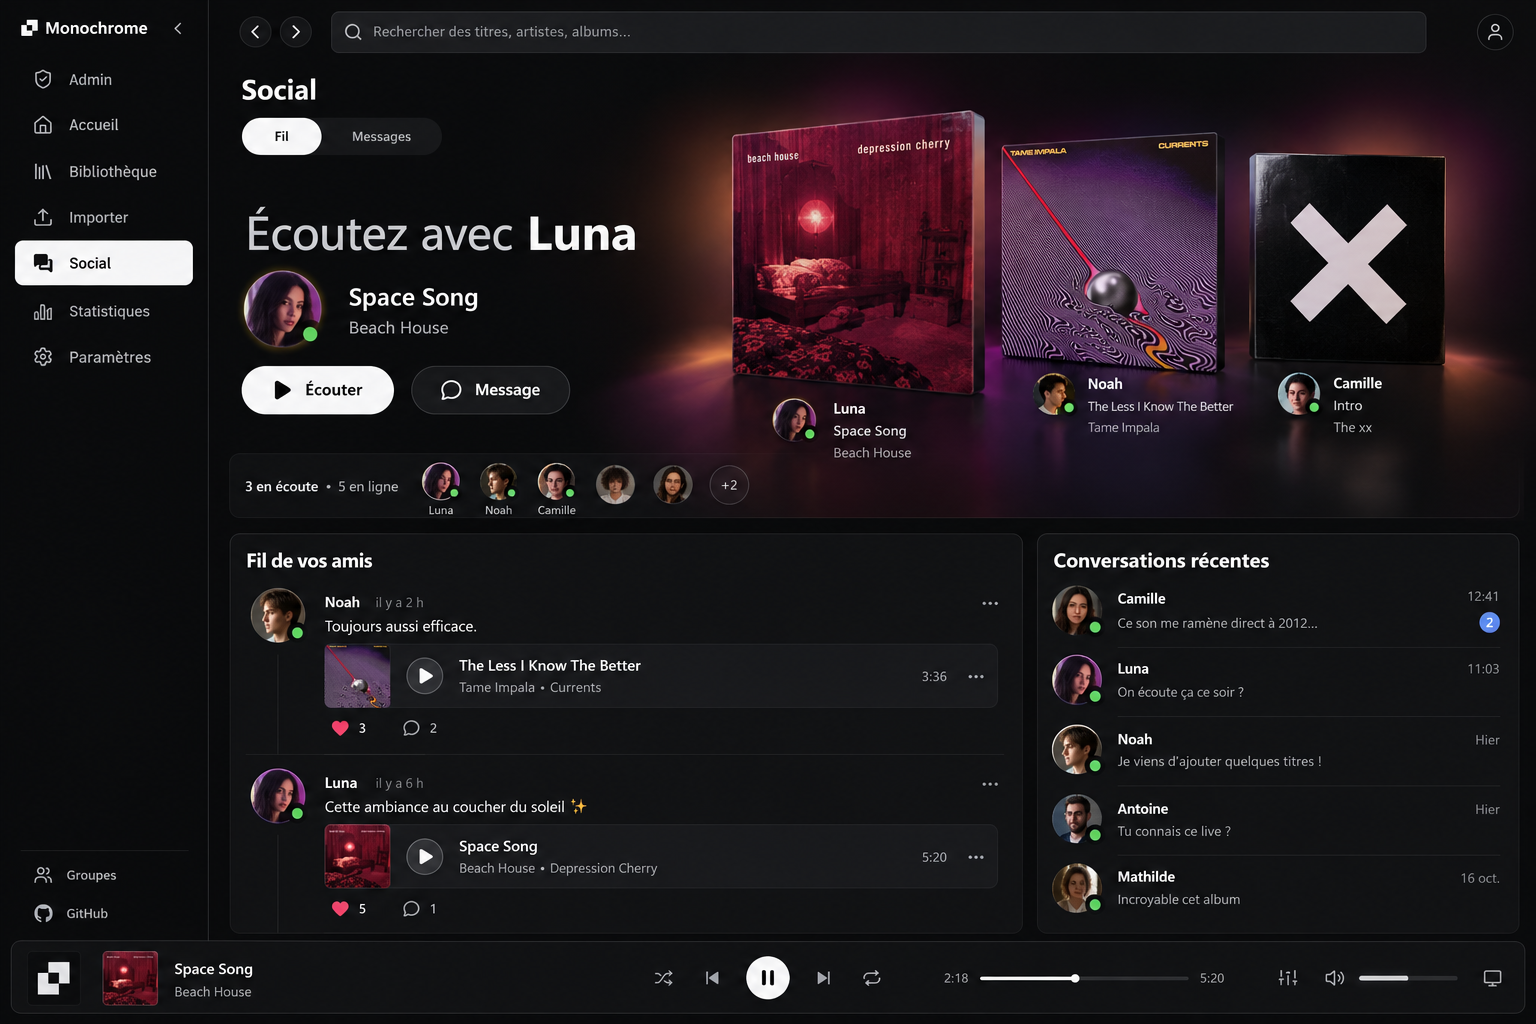 Monochrome
Admin
Accueil
Bibliothèque
Importer
Social
Statistiques
Paramètres
Groupes
GitHub
Rechercher des titres, artistes, albums...
Social
Fil
Messages
Écoutez avec Luna
Space Song
Beach House
Écouter
Message
beach house
depression cherry
TAME IMPALA
CURRENTS
Luna
Space Song
Beach House
Noah
The Less I Know The Better
Tame Impala
Camille
Intro
The xx
3 en écoute • 5 en ligne
Luna
Noah
Camille
+2
Fil de vos amis
Noah il y a 2 h
Toujours aussi efficace.
The Less I Know The Better
Tame Impala • Currents
3:36
3
2
Luna il y a 6 h
Cette ambiance au coucher du soleil ✨
Space Song
Beach House • Depression Cherry
5:20
5
1
Conversations récentes
Camille 12:41
Ce son me ramène direct à 2012... 2
Luna 11:03
On écoute ça ce soir ?
Noah Hier
Je viens d'ajouter quelques titres !
Antoine Hier
Tu connais ce live ?
Mathilde 16 oct.
Incroyable cet album
Space Song
Beach House
2:18
5:20